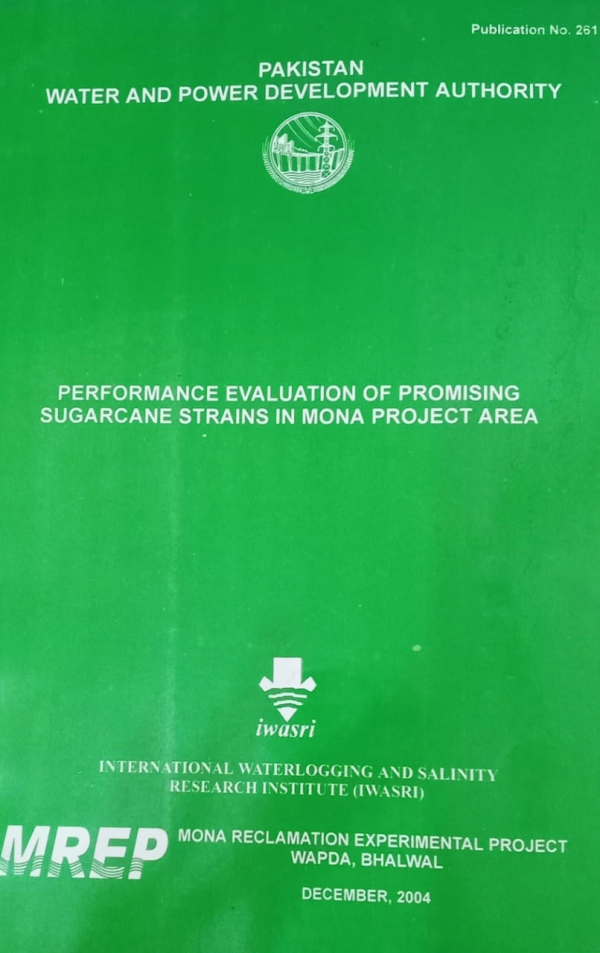 Publication No. 261
PAKISTAN
WATER AND POWER DEVELOPMENT AUTHORITY
PERFORMANCE EVALUATION OF PROMISING
SUGARCANE STRAINS IN MONA PROJECT AREA
iwasri
INTERNATIONAL WATERLOGGING AND SALINITY
RESEARCH INSTITUTE (IWASRI)
MREP
MONA RECLAMATION EXPERIMENTAL PROJECT
WAPDA, BHALWAL
DECEMBER, 2004